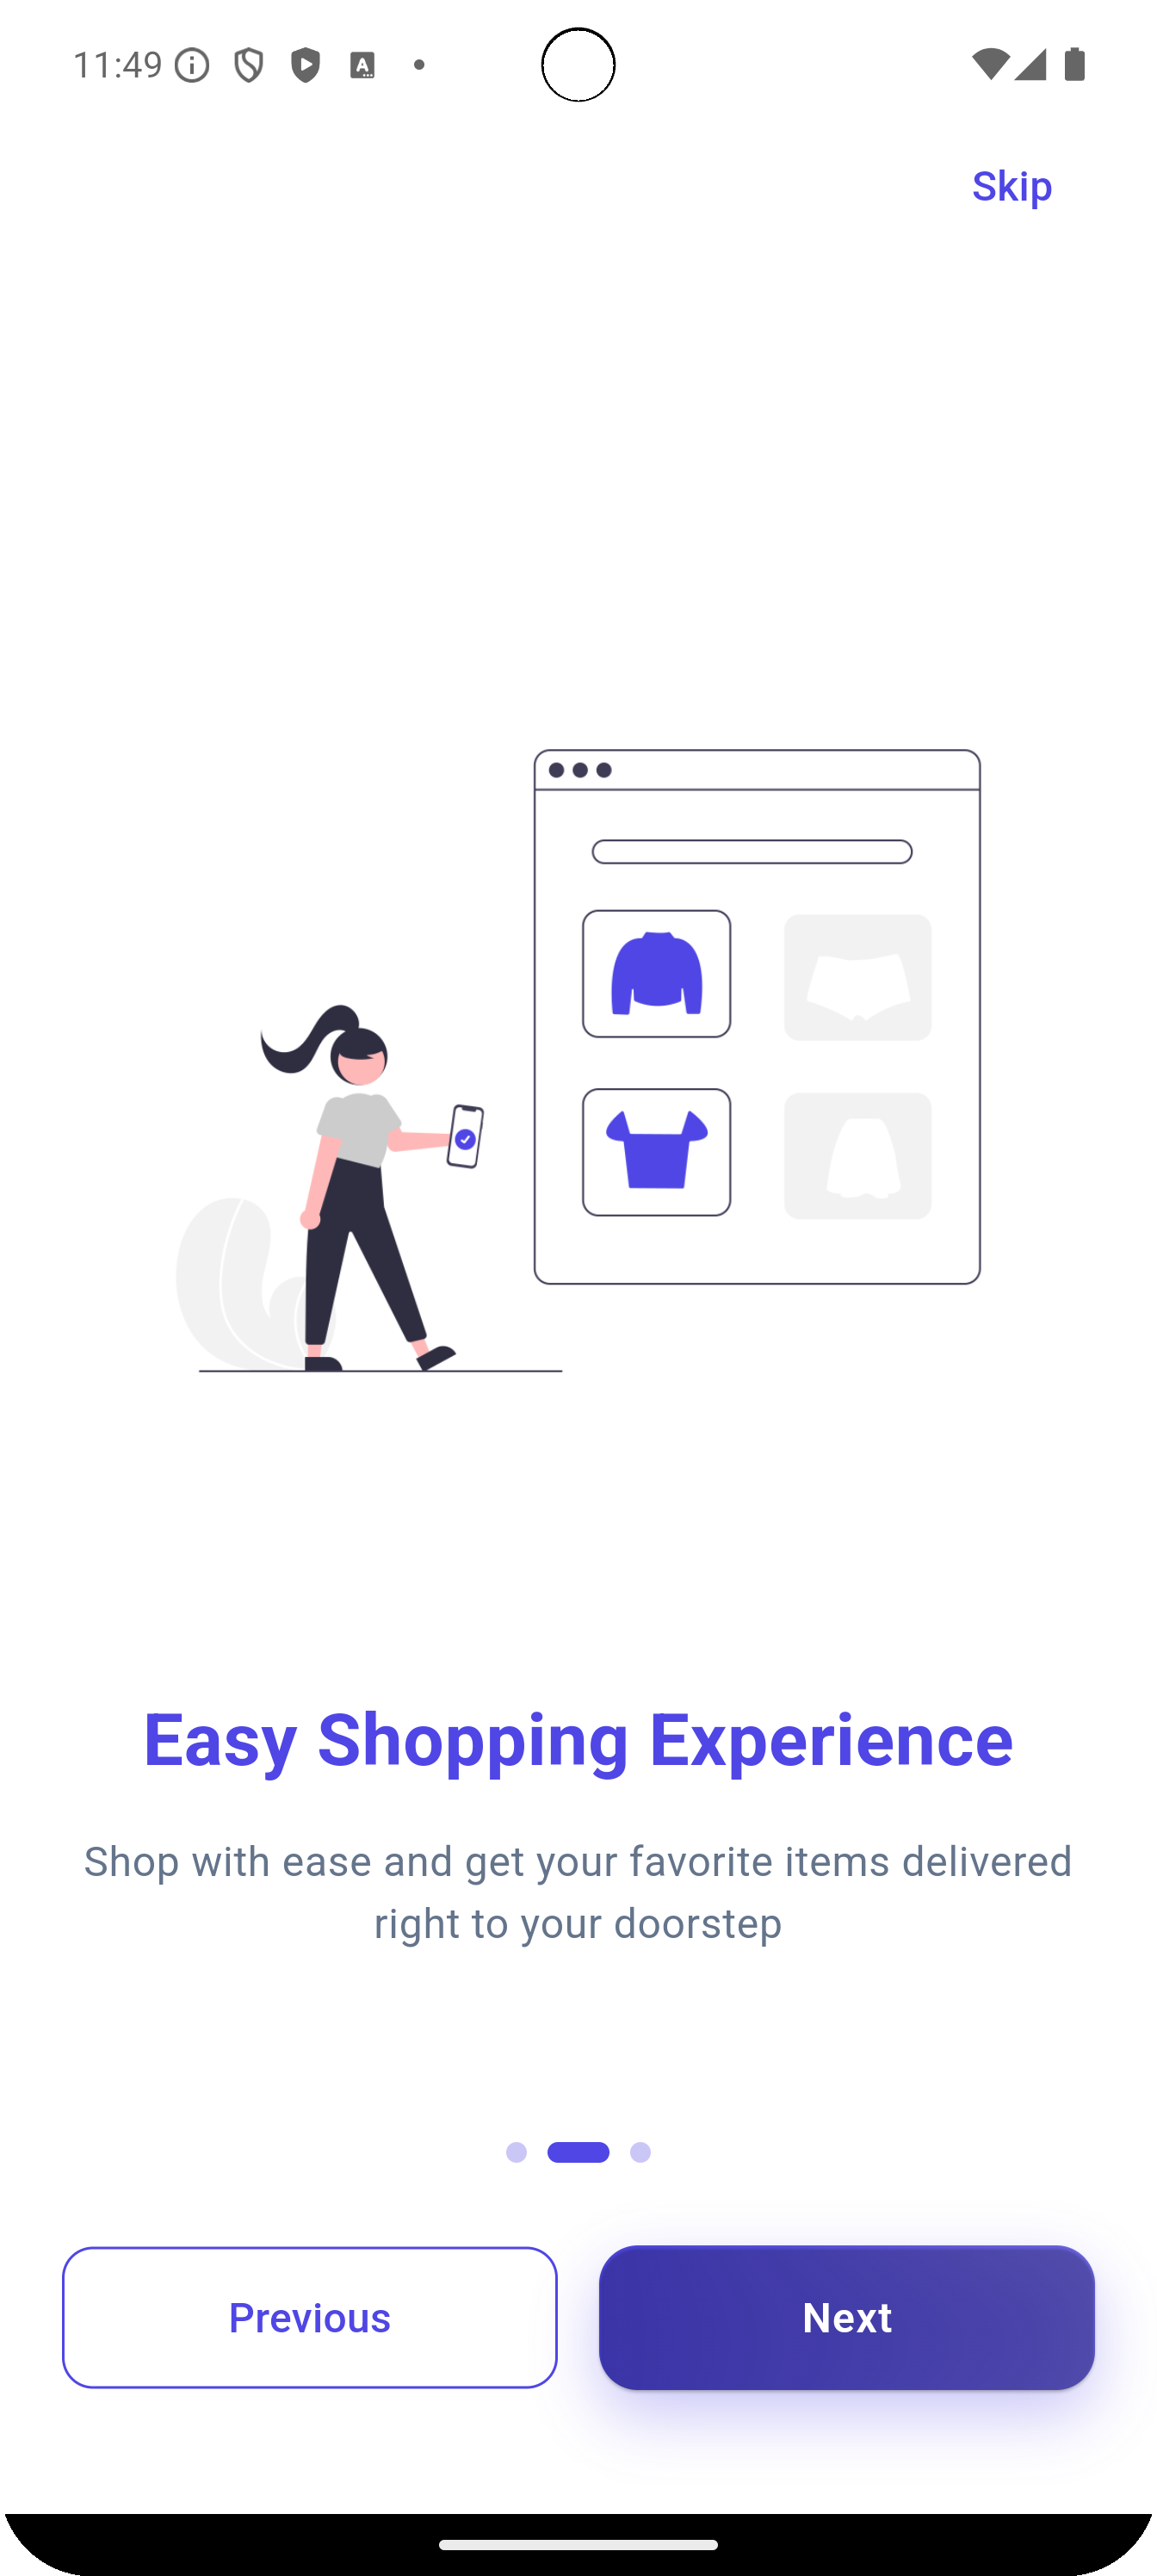 11:49
Skip
Easy Shopping Experience
Shop with ease and get your favorite items delivered
right to your doorstep
Previous
Next